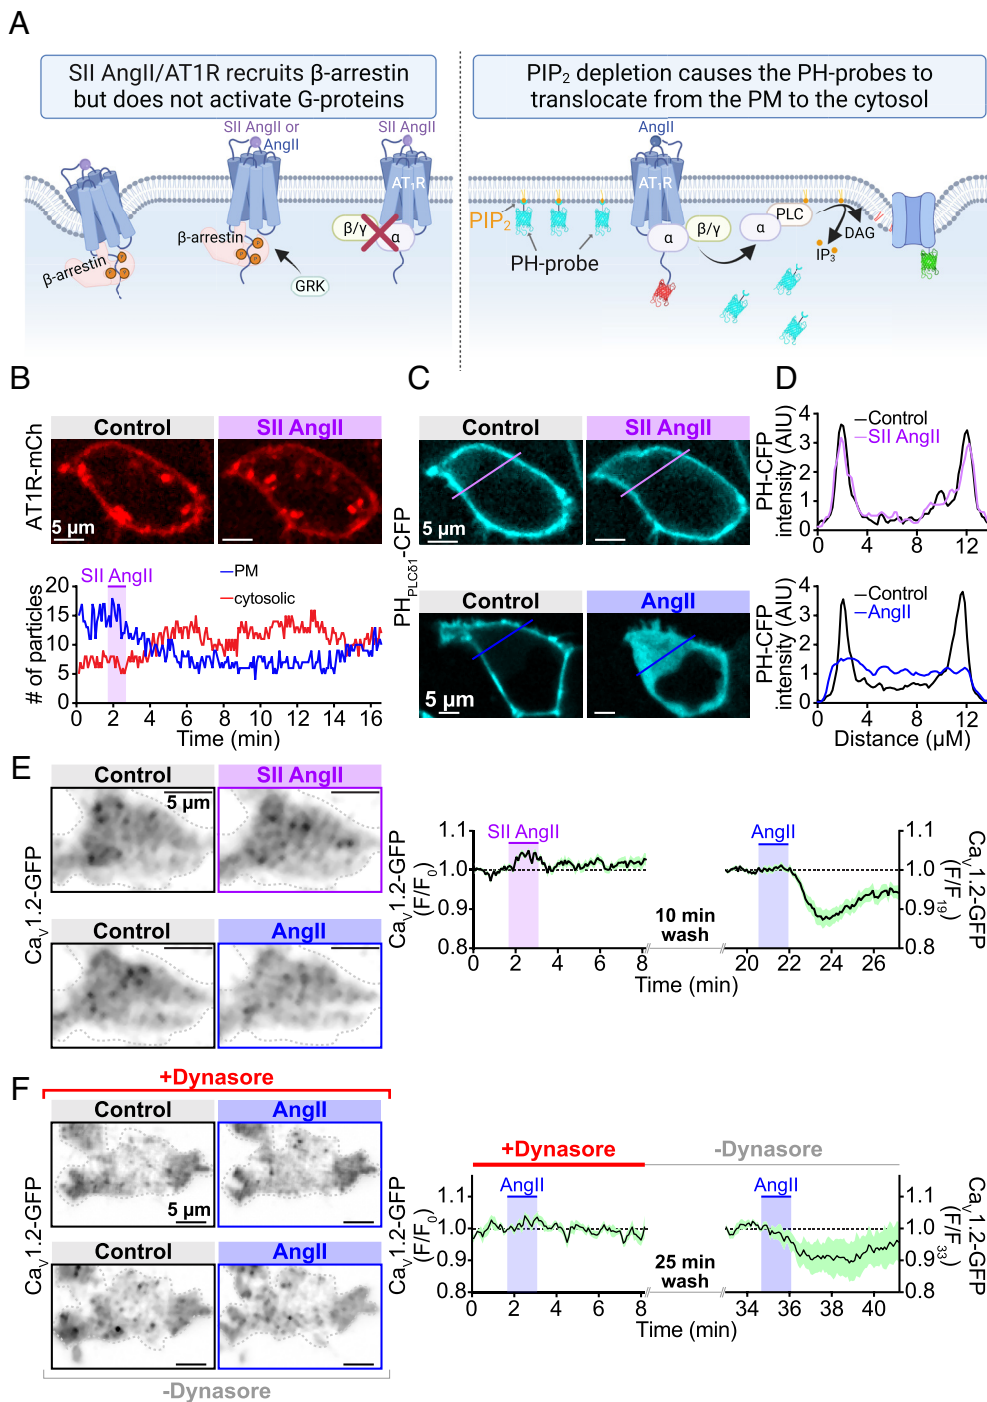 A
SII AngII/AT1R recruits β-arrestin
but does not activate G-proteins
SII AngII or
AngII
SII AngII
AT₁R
β/γ
α
β-arrestin
P
P
P
β-arrestin
P
P
P
GRK
PIP₂ depletion causes the PH-probes to
translocate from the PM to the cytosol
AngII
AT₁R
PIP₂
PH-probe
α
β/γ
α
PLC
DAG
IP₃
B
Control
SII AngII
AT1R-mCh
5 µm
SII AngII
PM
cytosolic
# of particles
20
15
10
5
0
0 2 4 6 8 10 12 14 16
Time (min)
C
Control
SII AngII
5 µm
PH_PLCδ1-CFP
Control
AngII
5 µm
D
PH-CFP
intensity (AIU)
4
3
2
1
0
Control
SII AngII
0 4 8 12
PH-CFP
intensity (AIU)
4
3
2
1
0
Control
AngII
0 4 8 12
Distance (µM)
E
Control
SII AngII
5 µm
CaV1.2-GFP
Control
AngII
CaV1.2-GFP
(F/F₀)
1.1
1.0
0.9
0.8
SII AngII
10 min
wash
AngII
1.1
1.0
0.9
0.8
CaV1.2-GFP
(F/F₁₉)
0 2 4 6 8 20 22 24 26
Time (min)
F
+Dynasore
Control
AngII
5 µm
CaV1.2-GFP
Control
AngII
-Dynasore
+Dynasore
-Dynasore
CaV1.2-GFP
(F/F₀)
1.1
1.0
0.9
0.8
AngII
25 min
wash
AngII
1.1
1.0
0.9
0.8
CaV1.2-GFP
(F/F₃₃)
0 2 4 6 8 34 36 38 40
Time (min)